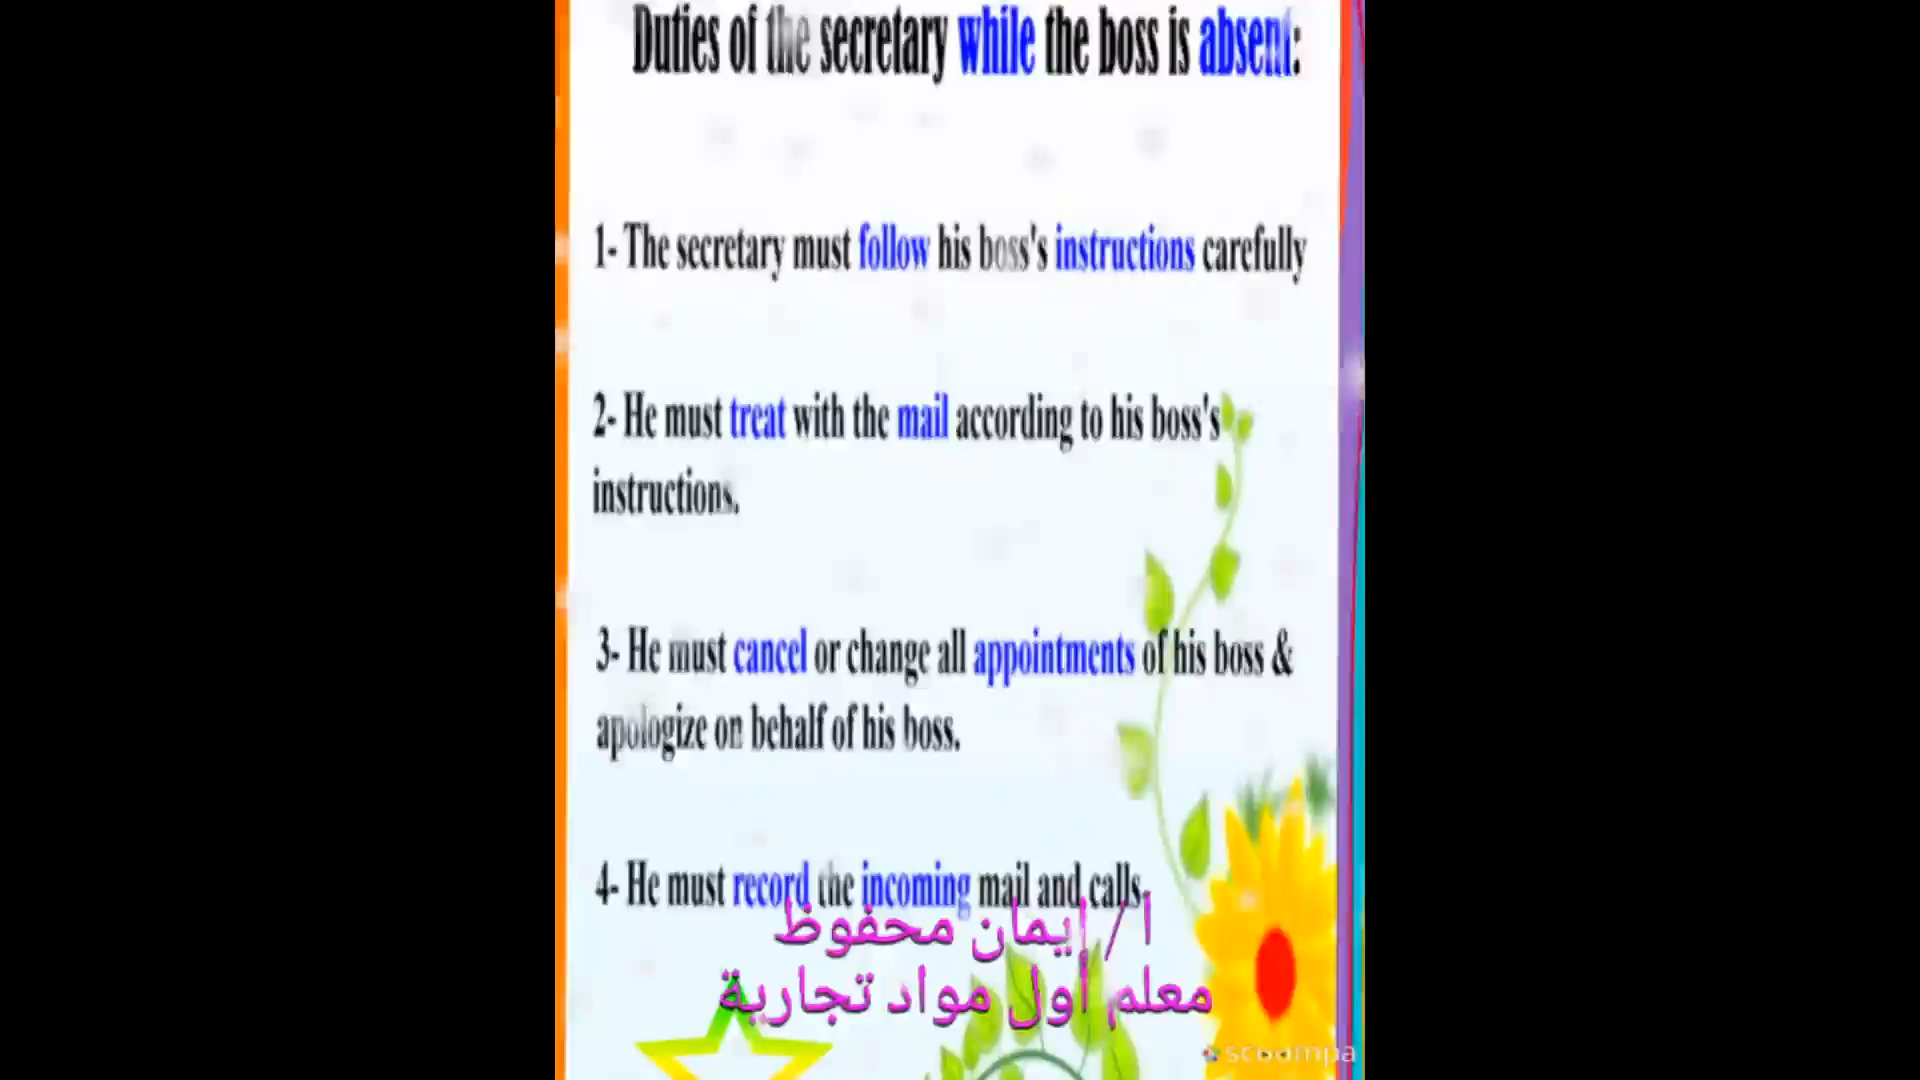 Duties of the secretary while the boss is absent:
1- The secretary must follow his boss's instructions carefully
2- He must treat with the mail according to his boss's
instructions.
3- He must cancel or change all appointments of his boss &
apologize on behalf of his boss.
4- He must record the incoming mail and calls.
أ/ إيمان محفوظ
معلم أول مواد تجارية
scoompa